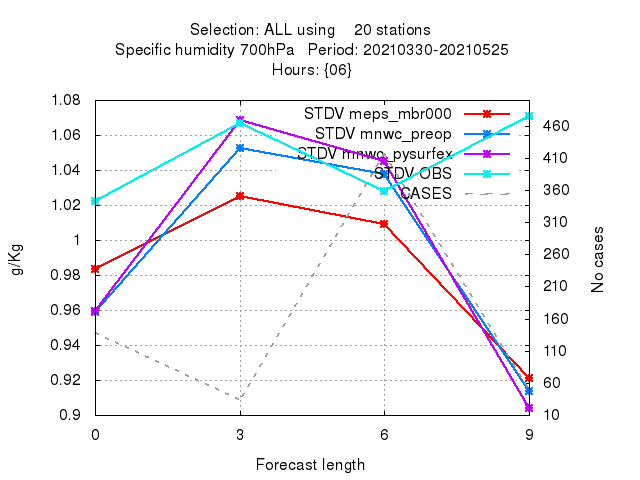 Selection: ALL using 20 stations
Specific humidity 700hPa Period: 20210330-20210525
Hours: {06}
STDV meps_mbr000
STDV mnwc_preop
STDV mnwc_pysurfex
STDV OBS
CASES
1.08
1.06
1.04
1.02
1
0.98
0.96
0.94
0.92
0.9
g/Kg
460
410
360
310
260
210
160
110
60
10
No cases
0 3 6 9
Forecast length